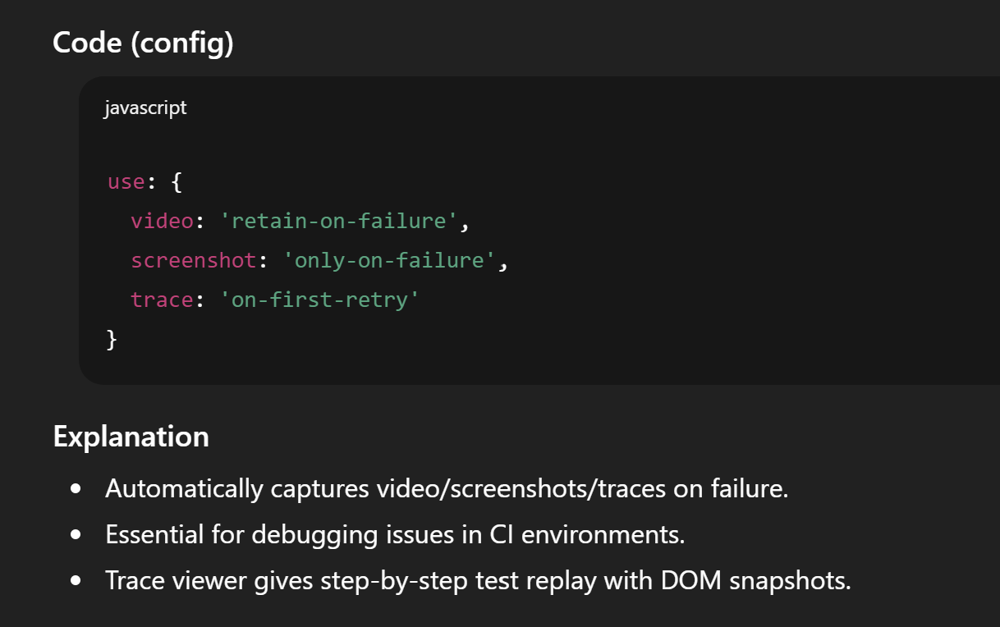 Code (config)
javascript
use: {
  video: 'retain-on-failure',
  screenshot: 'only-on-failure',
  trace: 'on-first-retry'
}
Explanation
• Automatically captures video/screenshots/traces on failure.
• Essential for debugging issues in CI environments.
• Trace viewer gives step-by-step test replay with DOM snapshots.